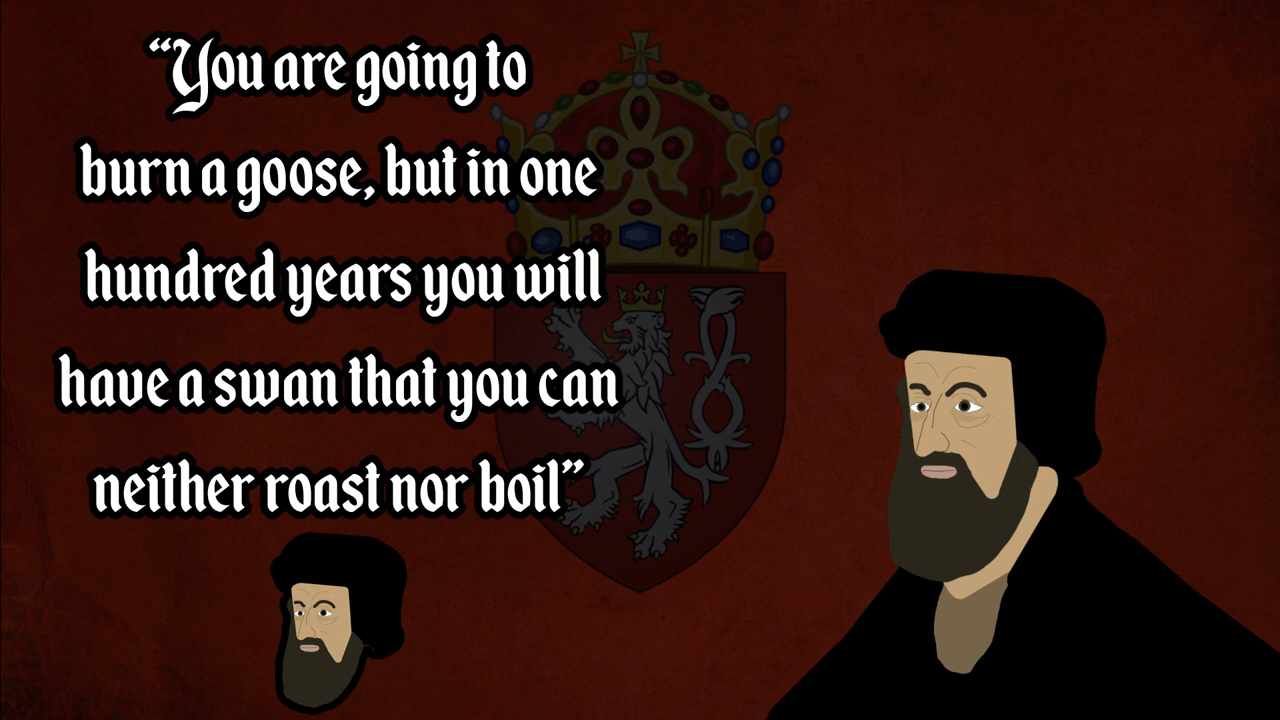 “You are going to
burn a goose, but in one
hundred years you will
have a swan that you can
neither roast nor boil”